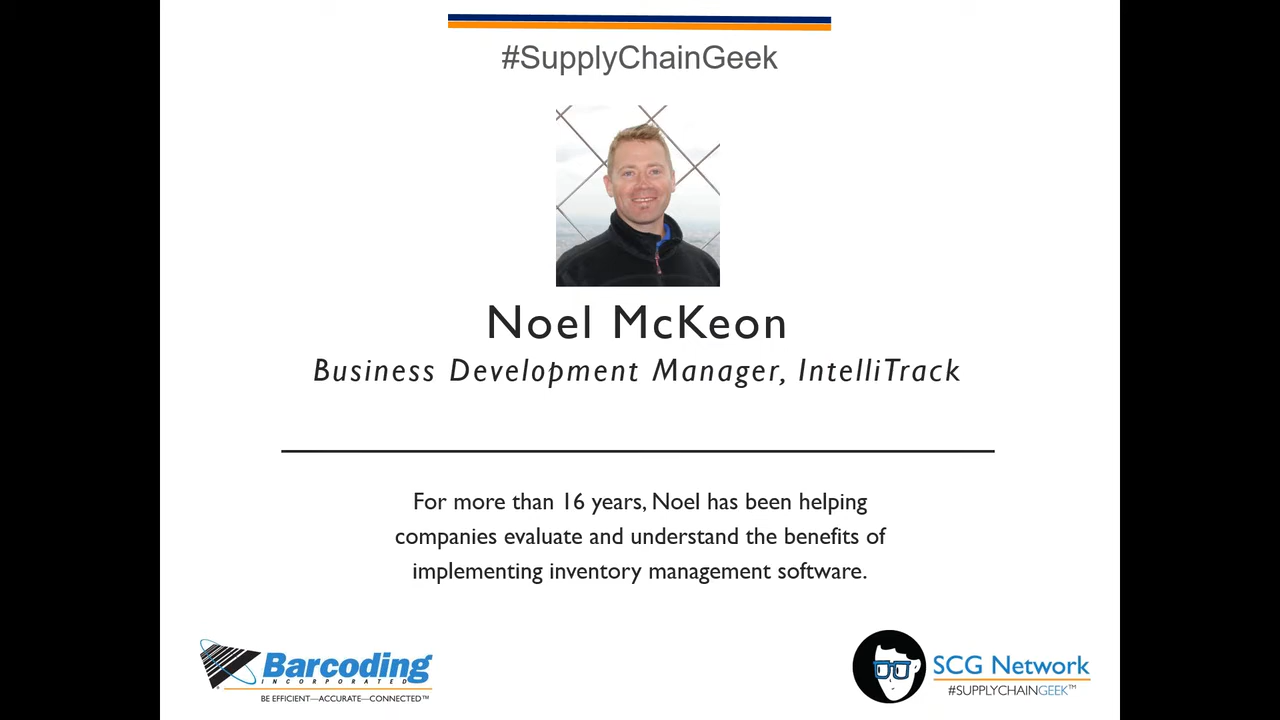 #SupplyChainGeek
Noel McKeon
Business Development Manager, IntelliTrack
For more than 16 years, Noel has been helping
companies evaluate and understand the benefits of
implementing inventory management software.
Barcoding
INCORPORATED
BE EFFICIENT—ACCURATE—CONNECTED™
SCG Network
#SUPPLYCHAINGEEK™